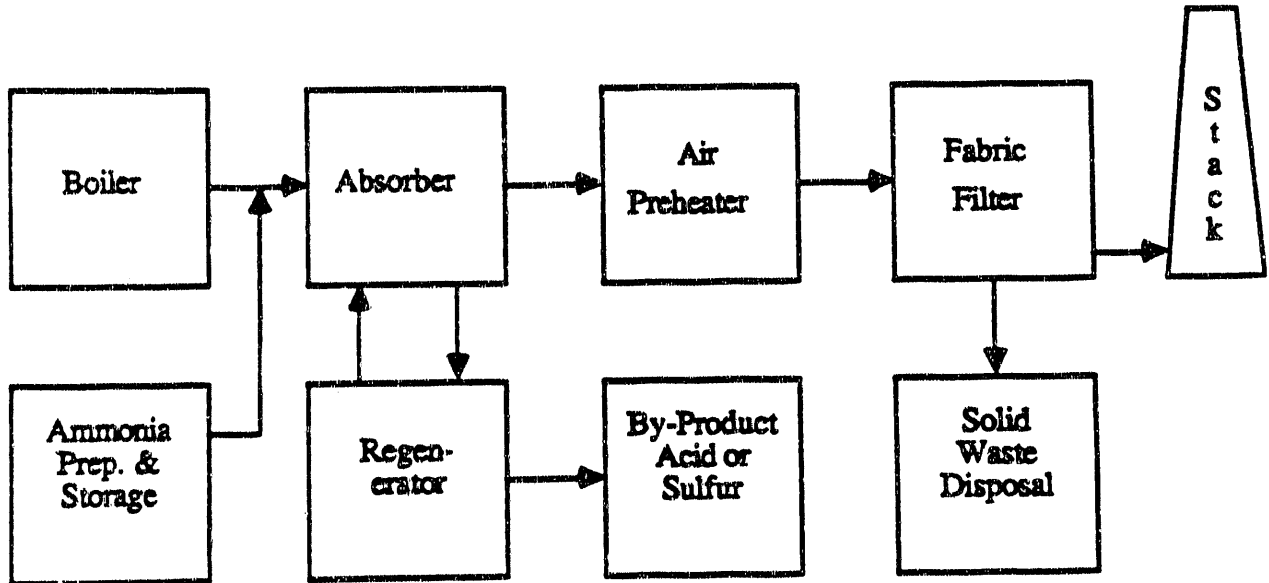 Boiler
Absorber
Air
Preheater
Fabric
Filter
S
t
a
c
k
Ammonia
Prep. &
Storage
Regen-
erator
By-Product
Acid or
Sulfur
Solid
Waste
Disposal